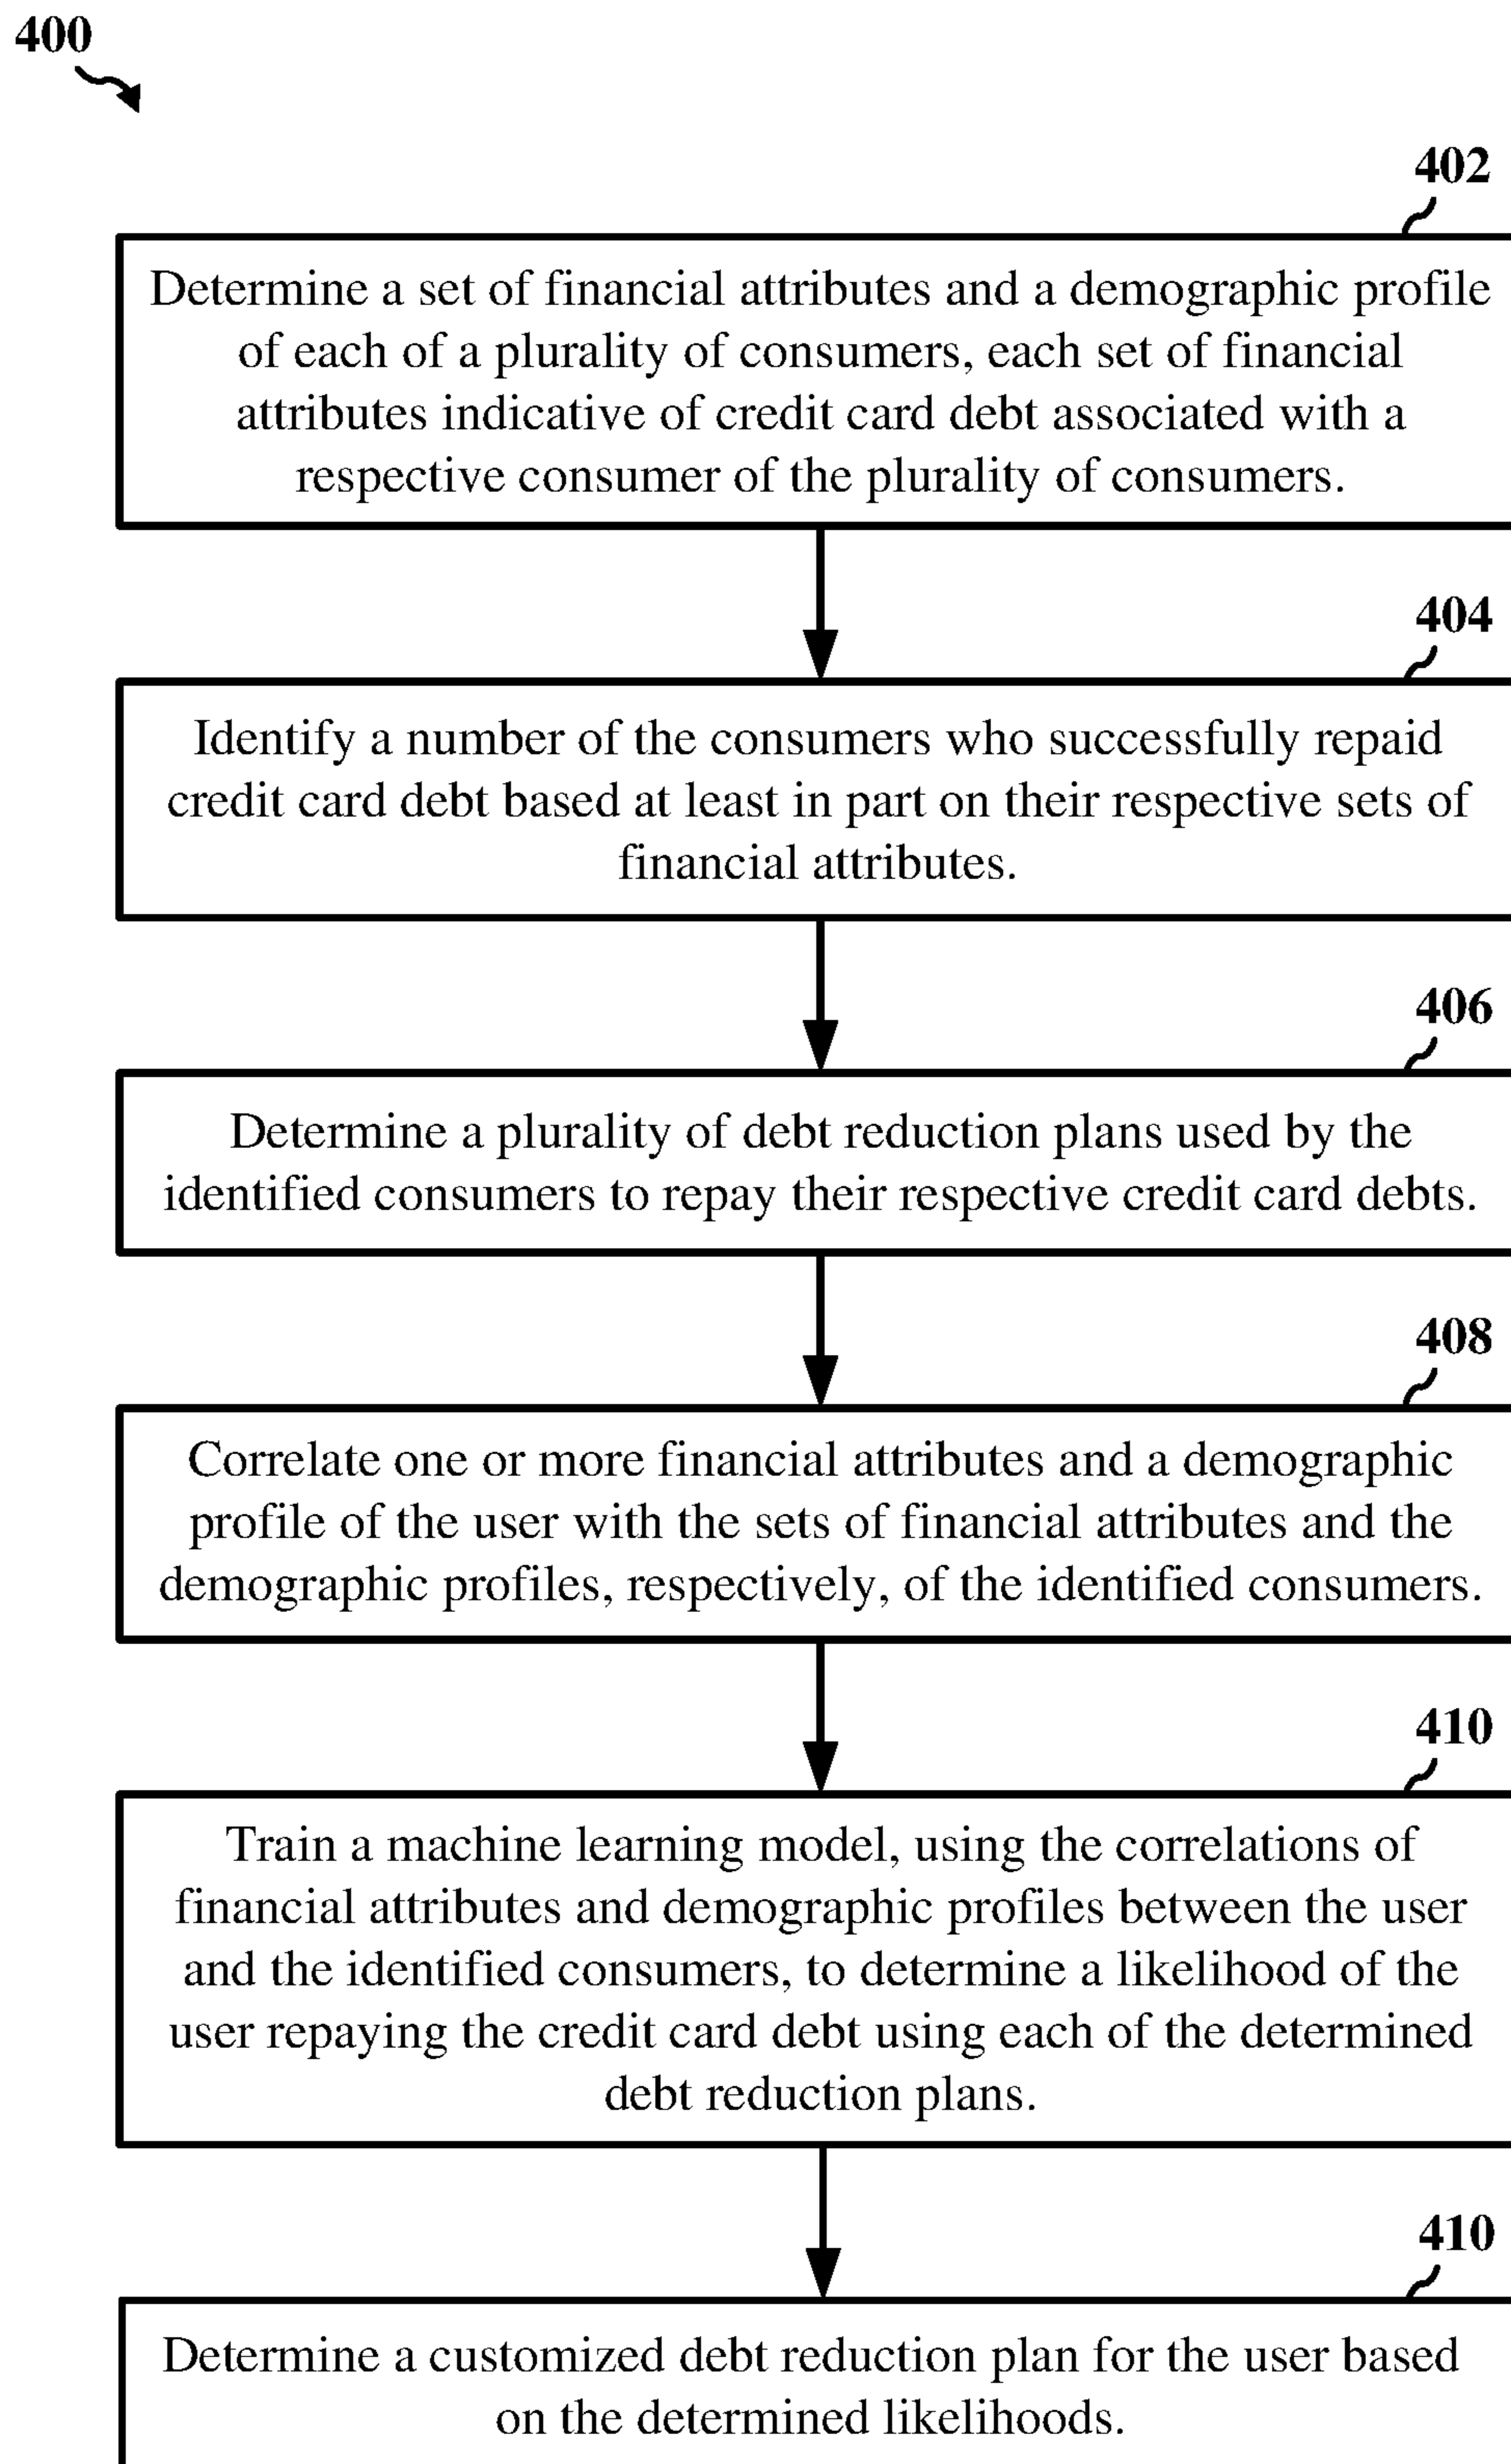 400
402
Determine a set of financial attributes and a demographic profile
of each of a plurality of consumers, each set of financial
attributes indicative of credit card debt associated with a
respective consumer of the plurality of consumers.
404
Identify a number of the consumers who successfully repaid
credit card debt based at least in part on their respective sets of
financial attributes.
406
Determine a plurality of debt reduction plans used by the
identified consumers to repay their respective credit card debts.
408
Correlate one or more financial attributes and a demographic
profile of the user with the sets of financial attributes and the
demographic profiles, respectively, of the identified consumers.
410
Train a machine learning model, using the correlations of
financial attributes and demographic profiles between the user
and the identified consumers, to determine a likelihood of the
user repaying the credit card debt using each of the determined
debt reduction plans.
410
Determine a customized debt reduction plan for the user based
on the determined likelihoods.